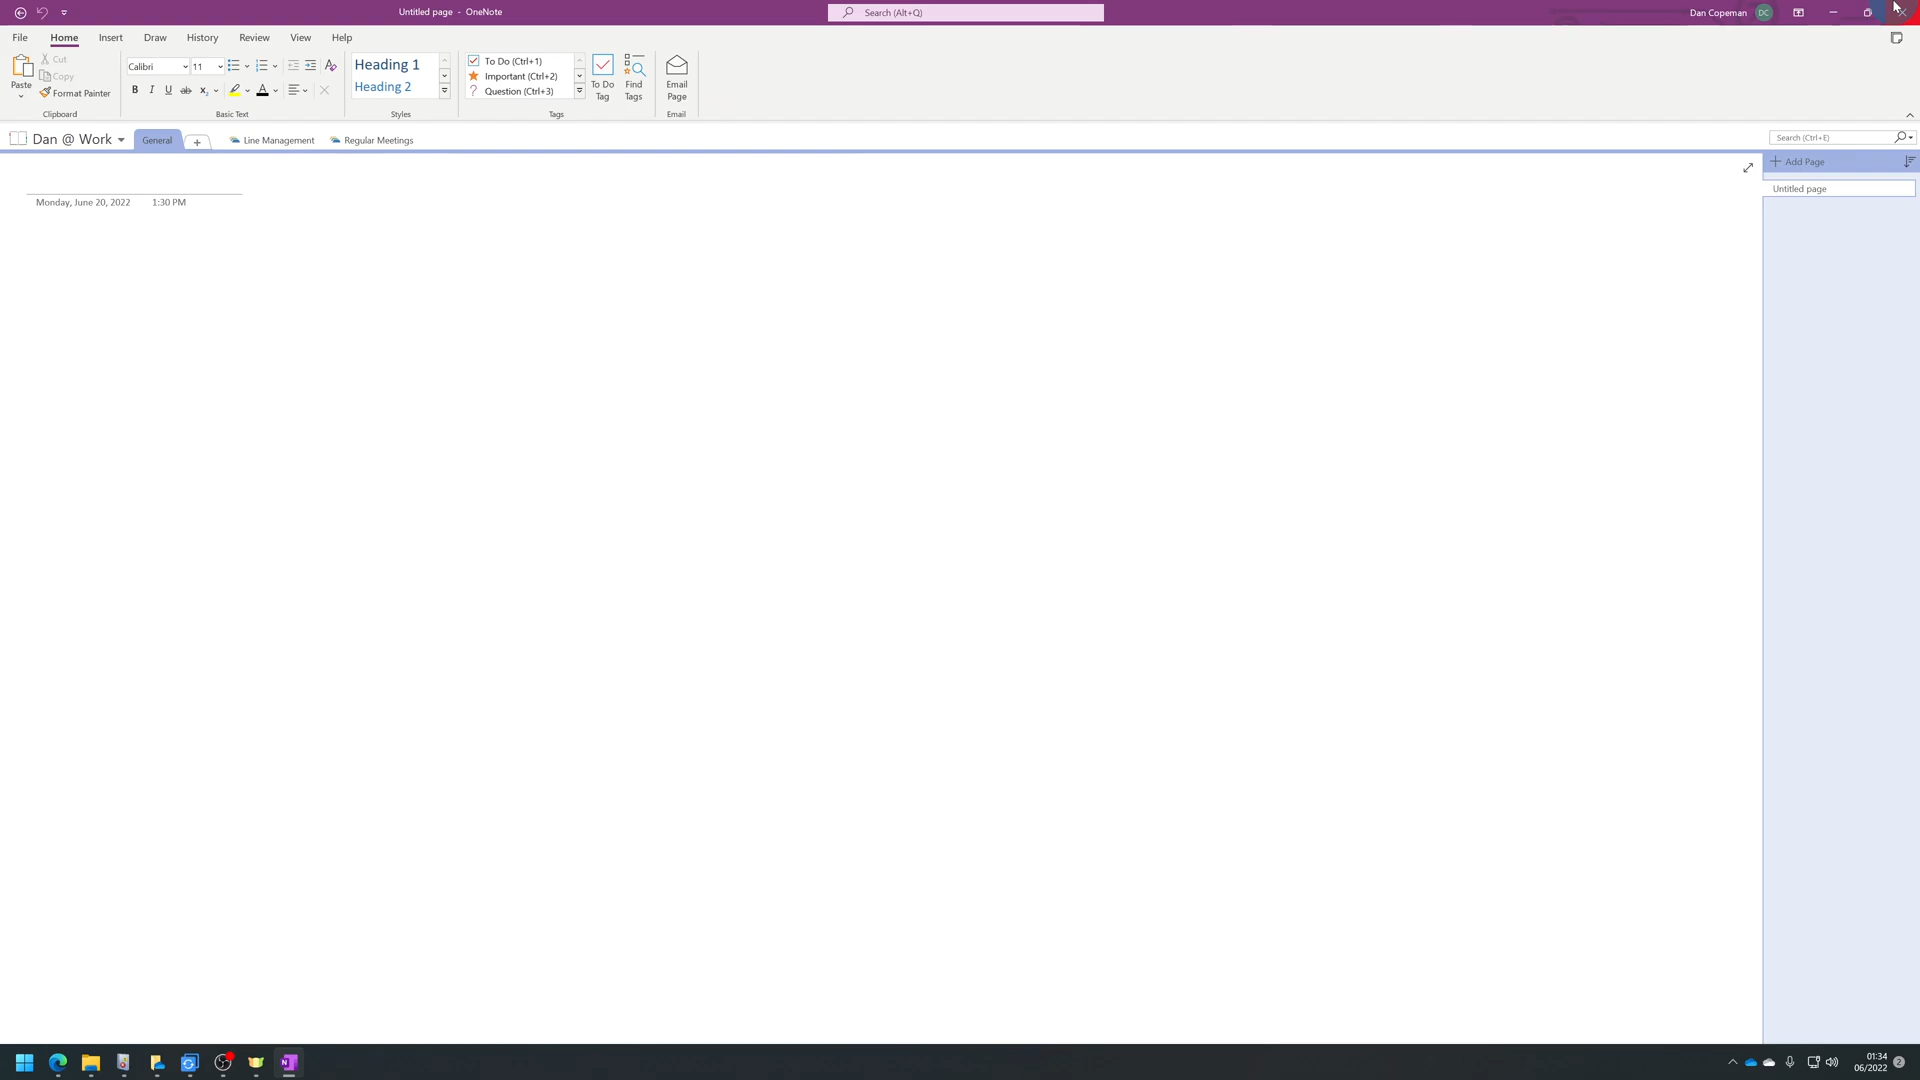 Untitled page - OneNote
Search (Alt+Q)
Dan Copeman DC
File Home Insert Draw History Review View Help
Paste
Cut
Copy
Format Painter
Clipboard
Calibri 11
B I U ab x
A
Basic Text
Heading 1
Heading 2
Styles
To Do (Ctrl+1)
Important (Ctrl+2)
? Question (Ctrl+3)
To Do
Tag
Find
Tags
Tags
Email
Page
Email
Dan @ Work
General
+
Line Management
Regular Meetings
Search (Ctrl+E)
Add Page
Untitled page
Monday, June 20, 2022 1:30 PM
N
01:34
06/2022
2